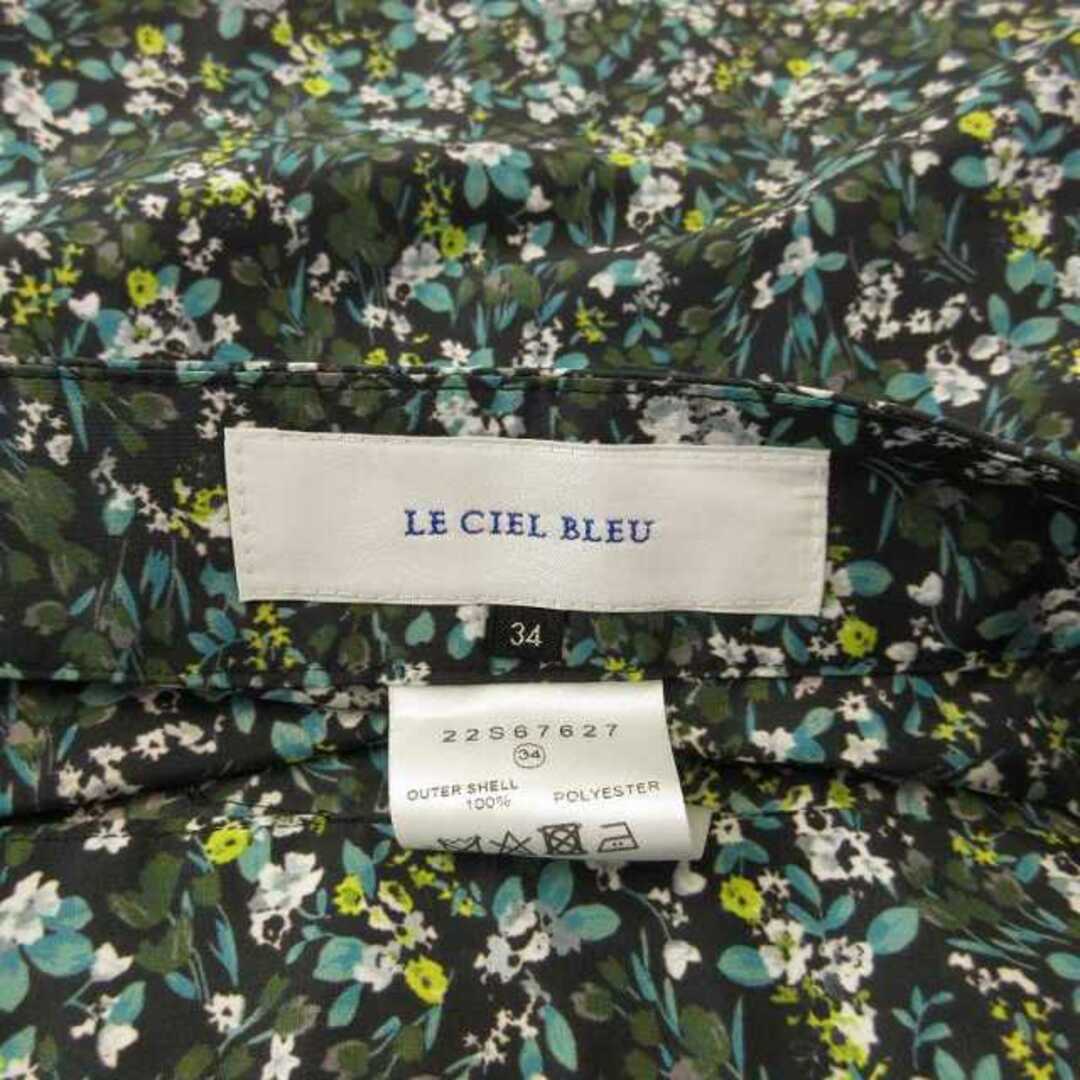 LE CIEL BLEU
34
22S67627
34
OUTER SHELL
100% POLYESTER